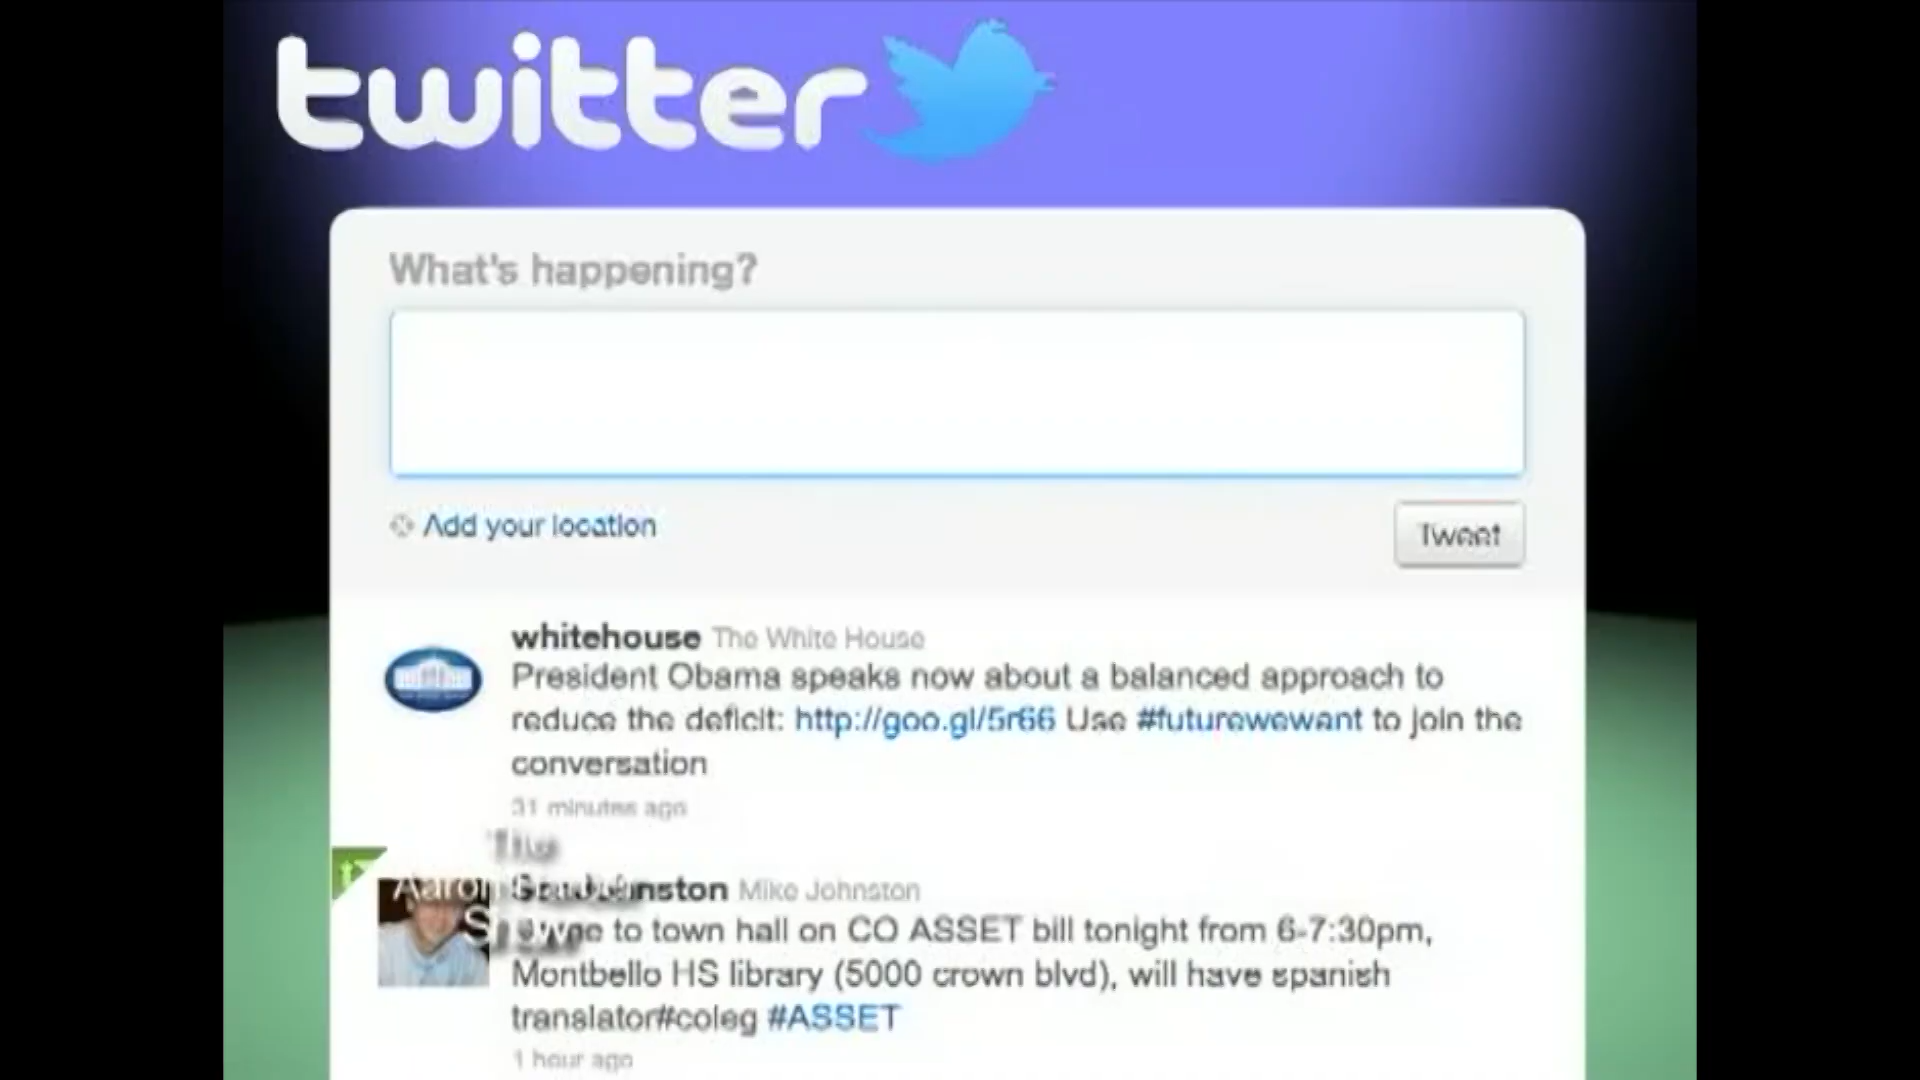 twitter
What's happening?
Add your location
Tweet
whitehouse The White House
President Obama speaks now about a balanced approach to
reduce the deficit: http://goo.gl/5r66 Use #futurewewant to join the
conversation
31 minutes ago
The
Aaron
Mike Johnston
to town hall on CO ASSET bill tonight from 6-7:30pm,
Montbello HS library (5000 crown blvd), will have spanish
translator#coleg #ASSET
1 hour ago